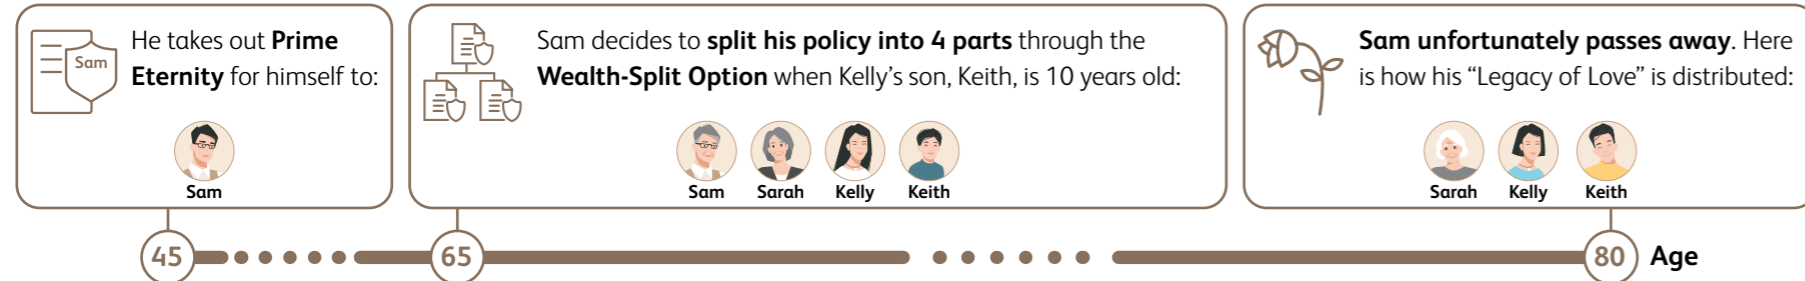 Sam
He takes out Prime
Eternity for himself to:
Sam
Sam decides to split his policy into 4 parts through the
Wealth-Split Option when Kelly’s son, Keith, is 10 years old:
Sam Sarah Kelly Keith
Sam unfortunately passes away. Here
is how his “Legacy of Love” is distributed:
Sarah Kelly Keith
45 65 80 Age